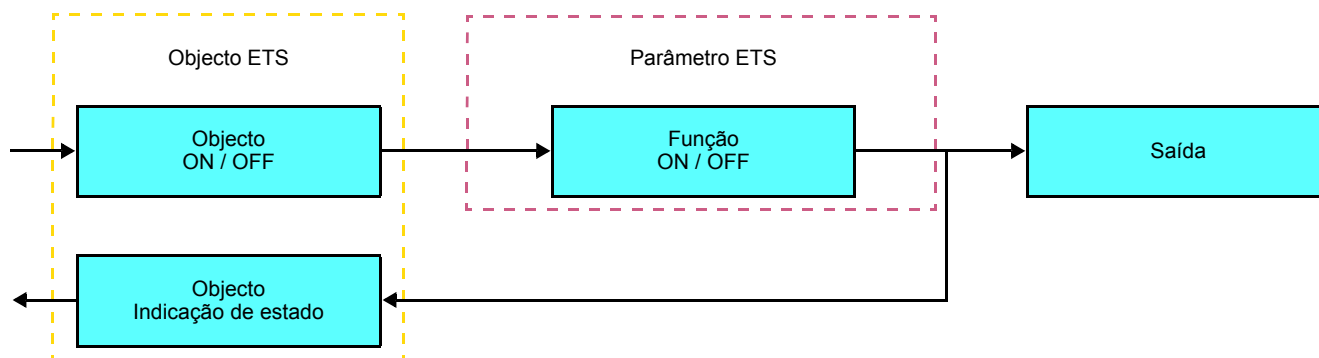 Objecto ETS
Parâmetro ETS
Objecto
ON / OFF
Função
ON / OFF
Saída
Objecto
Indicação de estado